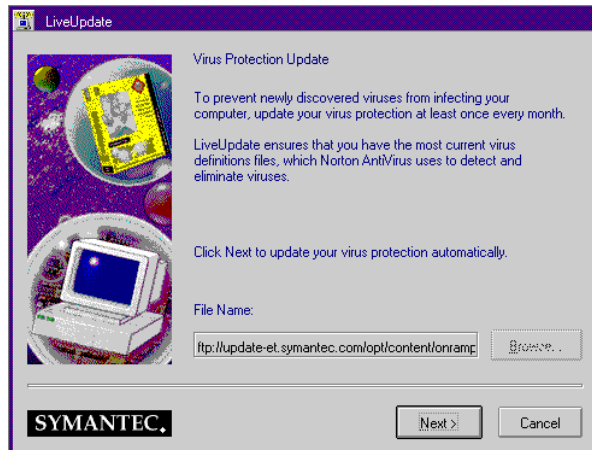 LiveUpdate
Virus Protection Update
To prevent newly discovered viruses from infecting your
computer, update your virus protection at least once every month.
LiveUpdate ensures that you have the most current virus
definitions files, which Norton AntiVirus uses to detect and
eliminate viruses.
Click Next to update your virus protection automatically.
File Name:
ftp://update-et.symantec.com/opt/content/onramp
Browse...
SYMANTEC.
Next >
Cancel